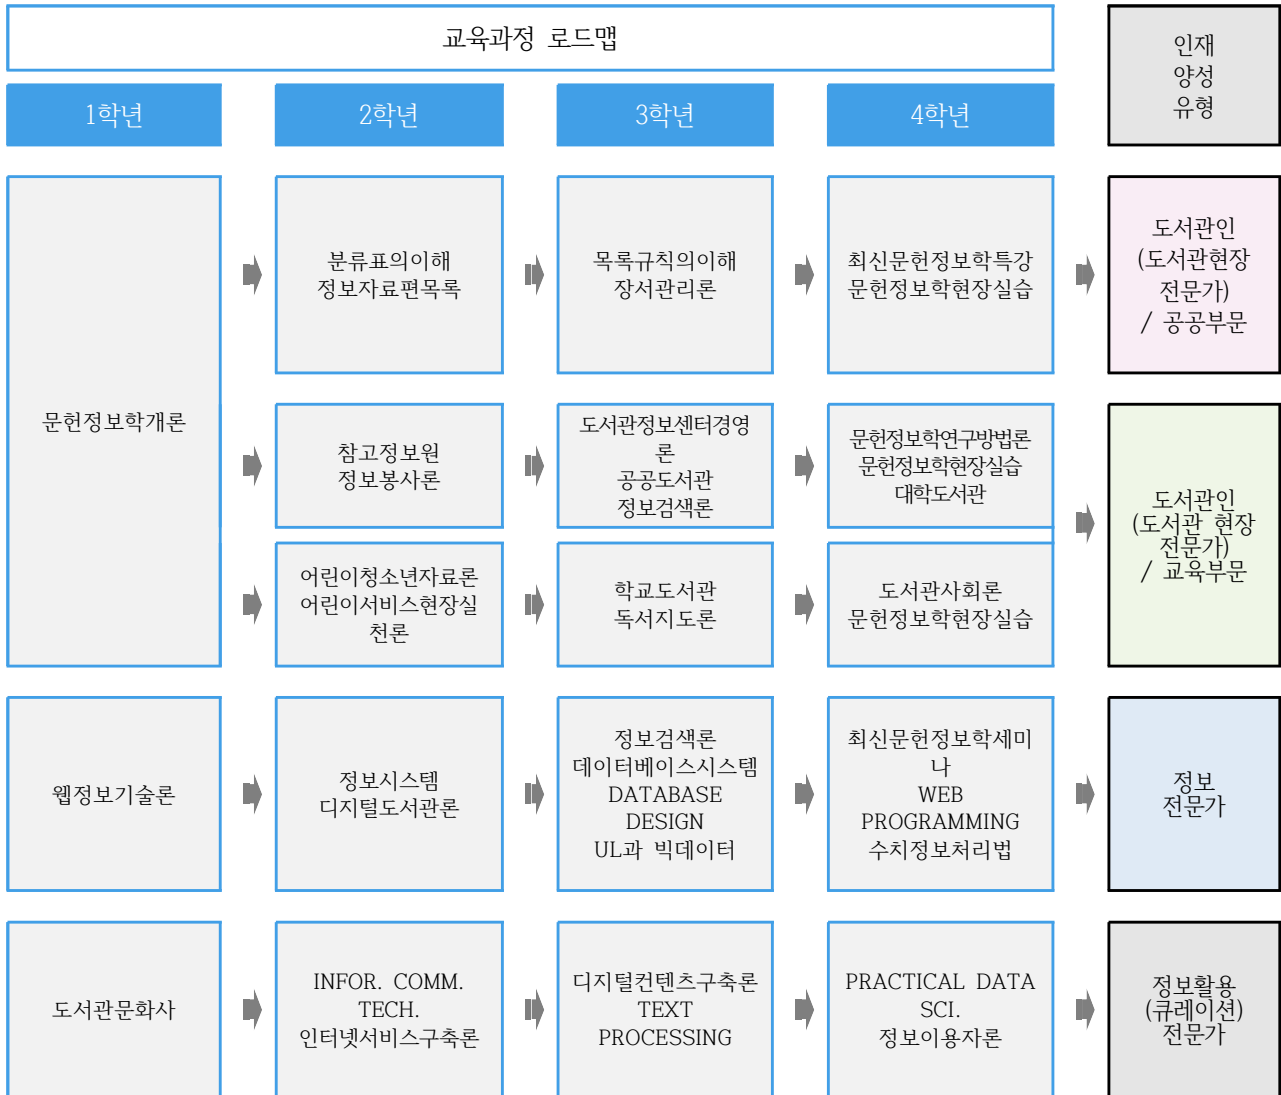 교육과정 로드맵
인재
양성
유형
1학년
2학년
3학년
4학년
문헌정보학개론
분류표의이해
정보자료편목록
목록규칙의이해
장서관리론
최신문헌정보학특강
문헌정보학현장실습
도서관인
(도서관현장
전문가)
/ 공공부문
참고정보원
정보봉사론
도서관정보센터경영
론
공공도서관
정보검색론
문헌정보학연구방법론
문헌정보학현장실습
대학도서관
도서관인
(도서관 현장
전문가)
/ 교육부문
어린이청소년자료론
어린이서비스현장실
천론
학교도서관
독서지도론
도서관사회론
문헌정보학현장실습
웹정보기술론
정보시스템
디지털도서관론
정보검색론
데이터베이스시스템
DATABASE
DESIGN
UL과 빅데이터
최신문헌정보학세미
나
WEB
PROGRAMMING
수치정보처리법
정보
전문가
도서관문화사
INFOR. COMM.
TECH.
인터넷서비스구축론
디지털컨텐츠구축론
TEXT
PROCESSING
PRACTICAL DATA
SCI.
정보이용자론
정보활용
(큐레이션)
전문가